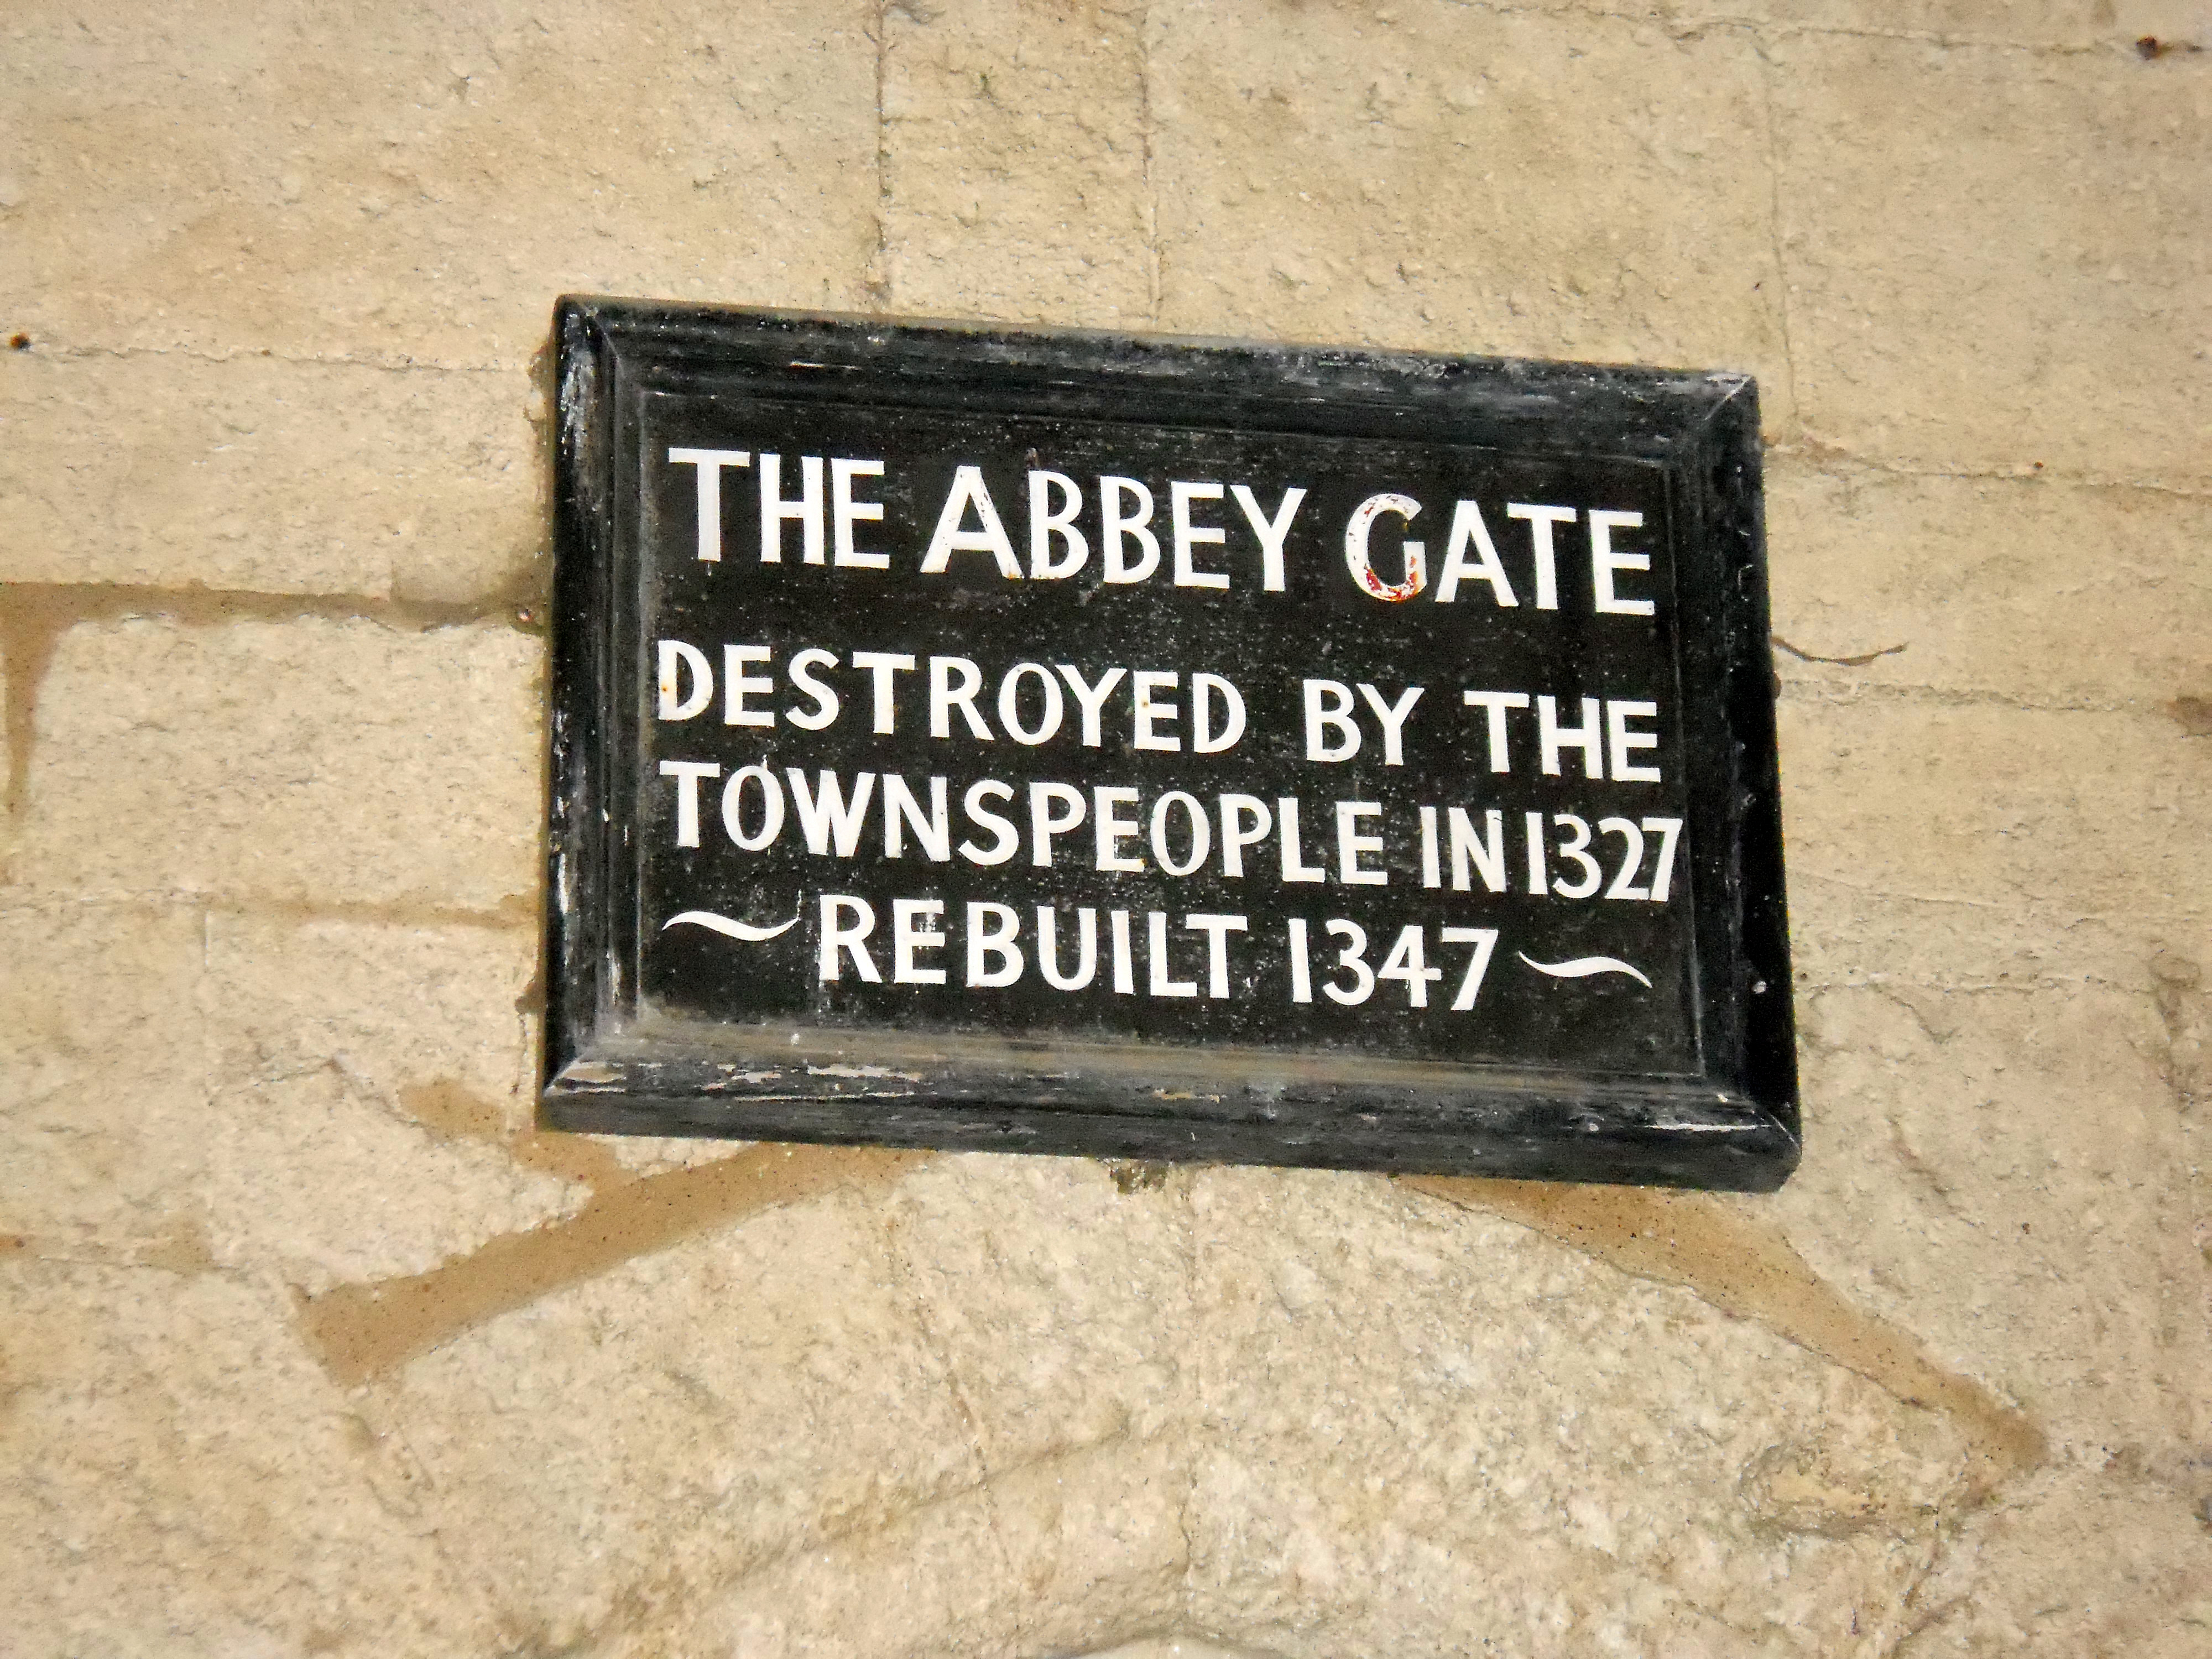 THE ABBEY GATE
DESTROYED BY THE
TOWNSPEOPLE IN 1327
~ REBUILT 1347 ~